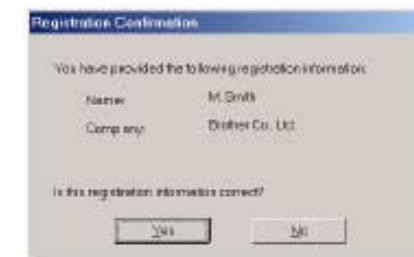 Registration Confirmation
You have provided the following registration information:
Name: M. Smith
Company: Brother Co., Ltd.
Is this registration information correct?
Yes No